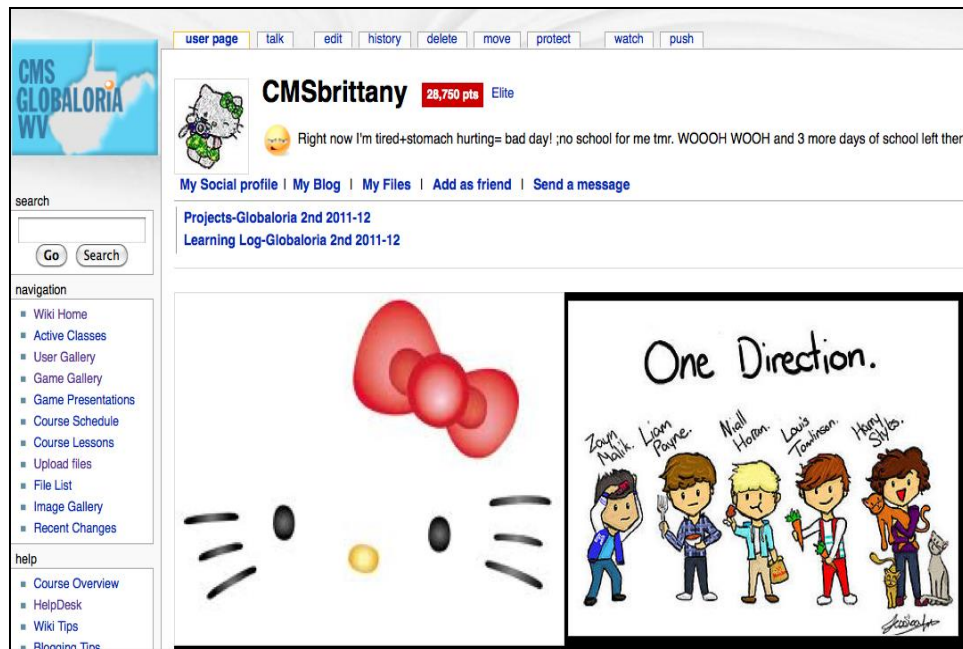 user page talk edit history delete move protect watch push
CMS
GLOBALORIA
WV
CMSbrittany 28,750 pts Elite
Right now I'm tired+stomach hurting= bad day! ;no school for me tmr. WOOOH WOOH and 3 more days of school left then
My Social profile | My Blog | My Files | Add as friend | Send a message
Projects-Globaloria 2nd 2011-12
Learning Log-Globaloria 2nd 2011-12
search
Go Search
navigation
Wiki Home
Active Classes
User Gallery
Game Gallery
Game Presentations
Course Schedule
Course Lessons
Upload files
File List
Image Gallery
Recent Changes
help
Course Overview
HelpDesk
Wiki Tips
Blogging Tips
One Direction.
Zayn
Malik.
Liam
Payne.
Niall
Horan.
Louis
Tomlinson.
Harry
Styles.